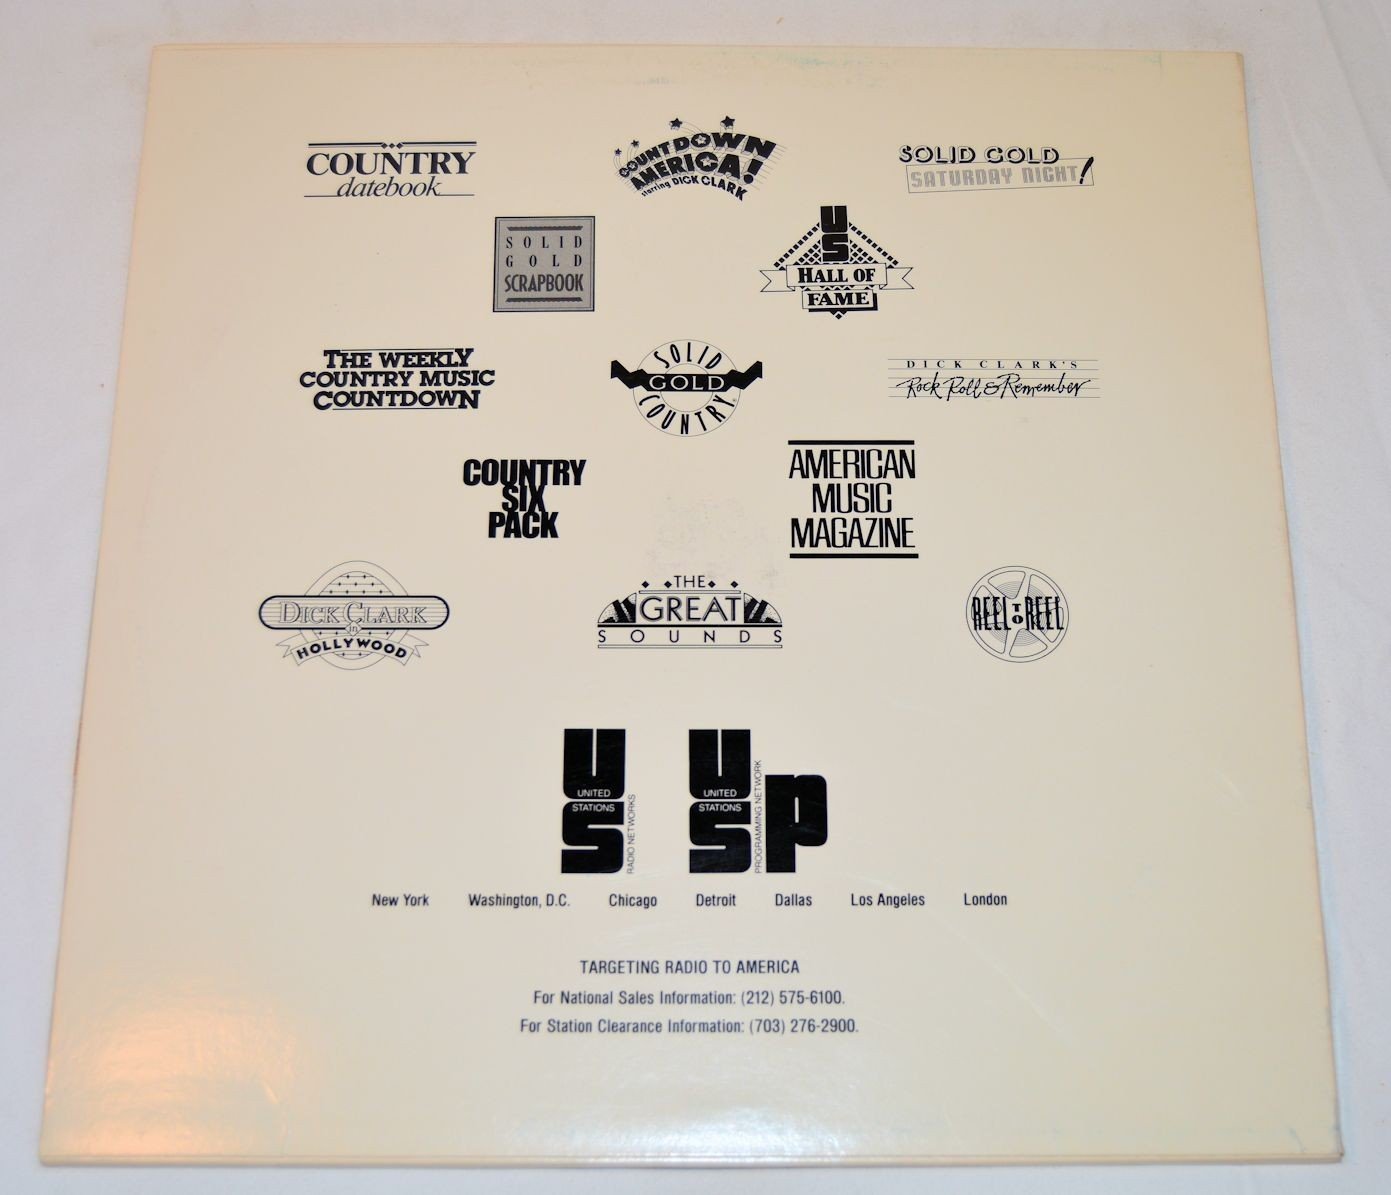 COUNTRY
datebook
COUNTDOWN
AMERICA!
starring DICK CLARK
SOLID GOLD
SATURDAY NIGHT!
SOLID
GOLD
SCRAPBOOK
US
HALL OF
FAME
THE WEEKLY
COUNTRY MUSIC
COUNTDOWN
SOLID
GOLD
COUNTRY
DICK CLARK'S
Rock Roll & Remember
COUNTRY
SIX
PACK
AMERICAN
MUSIC
MAGAZINE
DICK CLARK
in
HOLLYWOOD
THE
GREAT
SOUNDS
REEL TO REEL
US
UNITED
STATIONS
RADIO NETWORKS
USP
UNITED
STATIONS
PROGRAMMING NETWORK
New York Washington, D.C. Chicago Detroit Dallas Los Angeles London
TARGETING RADIO TO AMERICA
For National Sales Information: (212) 575-6100.
For Station Clearance Information: (703) 276-2900.